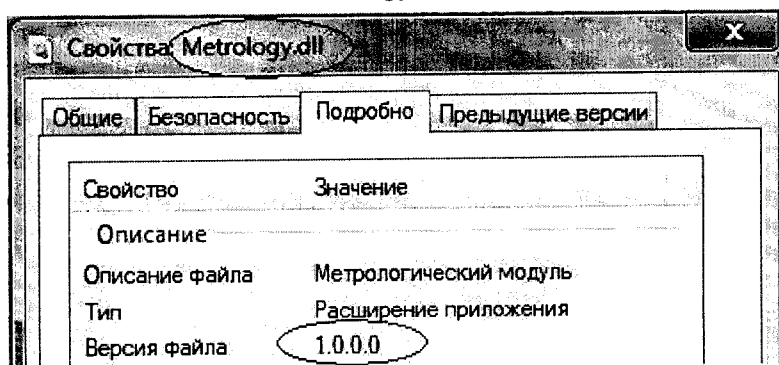 Свойства: Metrology.dll
X
Общие Безопасность Подробно Предыдущие версии
Свойство Значение
Описание
Описание файла Метрологический модуль
Тип Расширение приложения
Версия файла 1.0.0.0